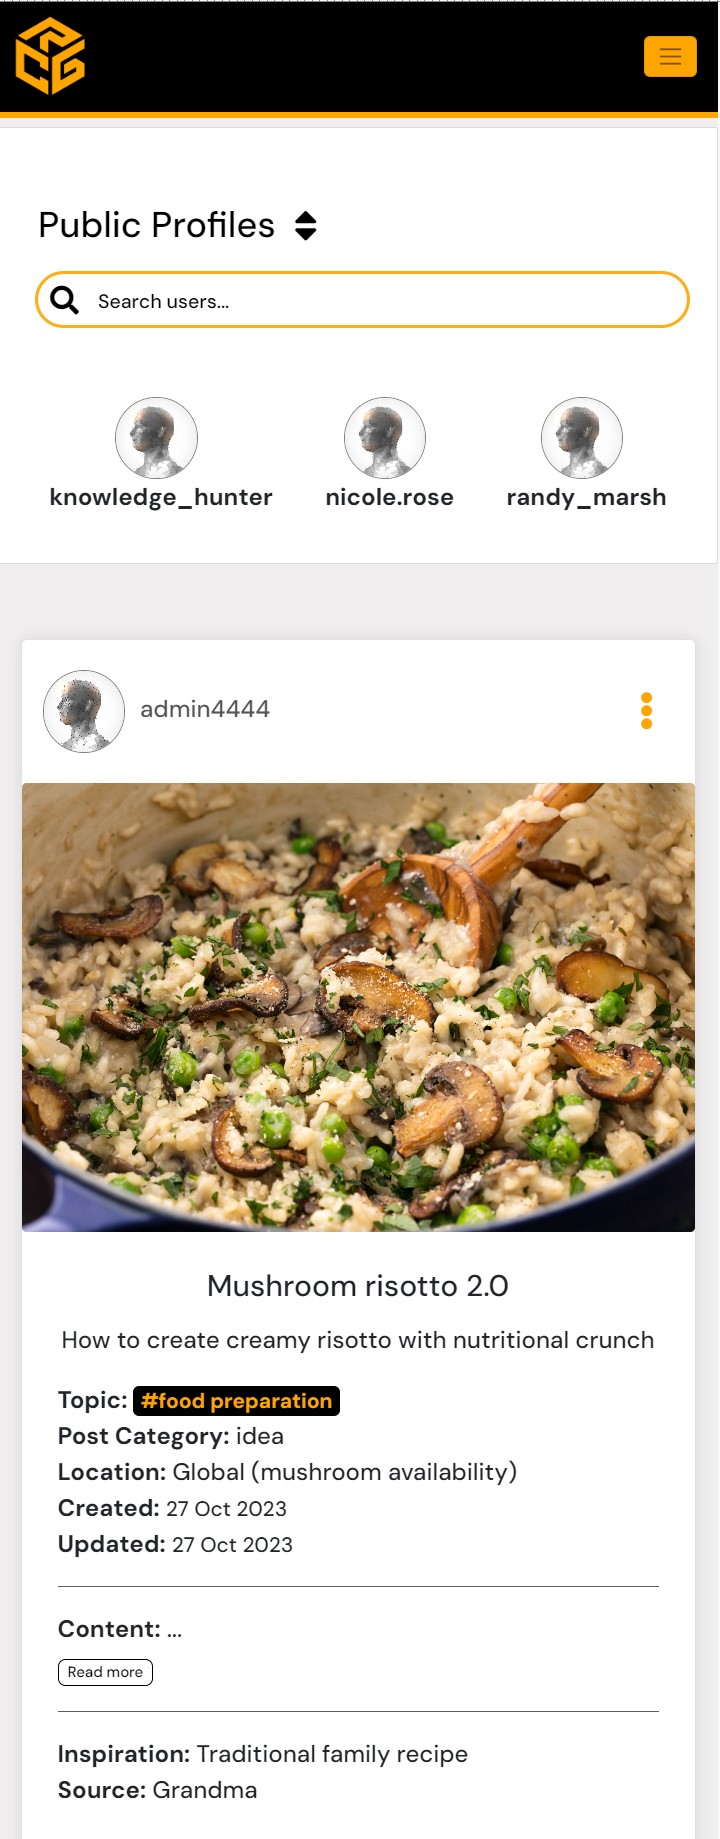 Public Profiles
Search users...
knowledge_hunter nicole.rose randy_marsh
admin4444
Mushroom risotto 2.0
How to create creamy risotto with nutritional crunch
Topic: #food preparation
Post Category: idea
Location: Global (mushroom availability)
Created: 27 Oct 2023
Updated: 27 Oct 2023
Content: ...
Read more
Inspiration: Traditional family recipe
Source: Grandma